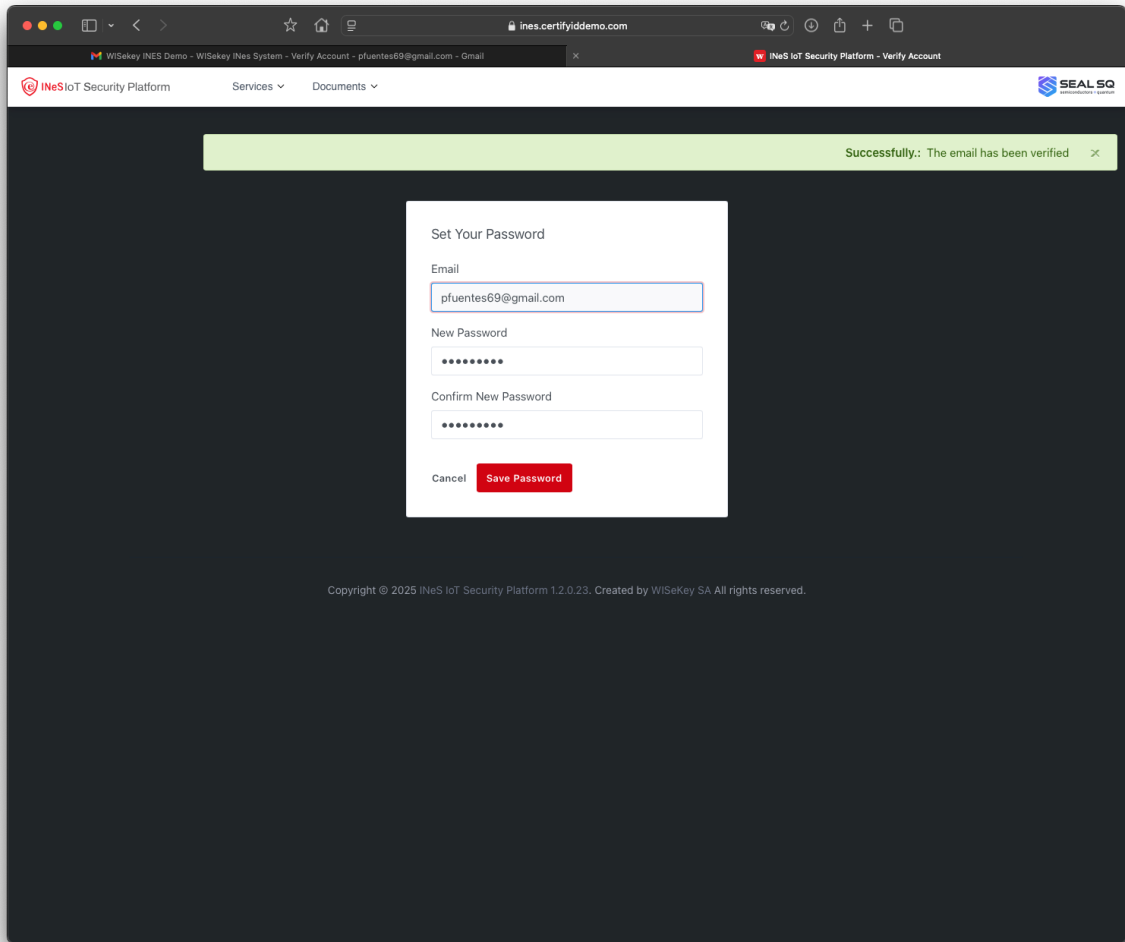 ines.certifyiddemo.com
WISekey INES Demo - WISekey INes System - Verify Account - pfuentes69@gmail.com - Gmail
INeS IoT Security Platform - Verify Account
INeS IoT Security Platform
Services
Documents
SEAL SQ
semiconductors + quantum
Successfully.: The email has been verified
Set Your Password
Email
pfuentes69@gmail.com
New Password
Confirm New Password
Cancel
Save Password
Copyright © 2025 INeS IoT Security Platform 1.2.0.23. Created by WISeKey SA All rights reserved.